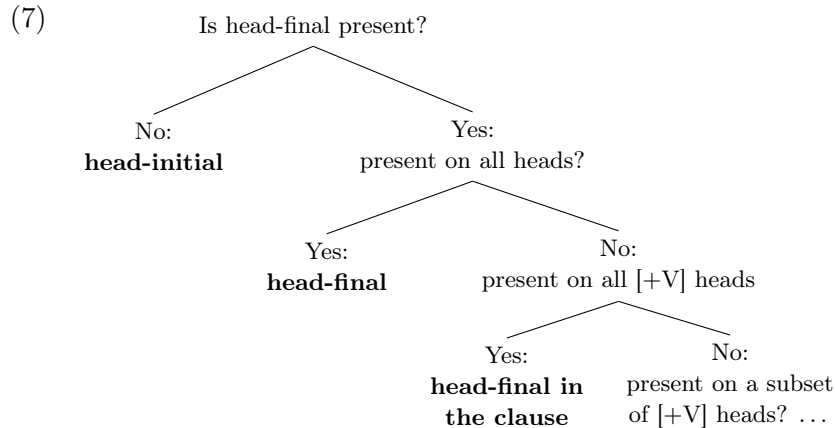 (7)
Is head-final present?
No:
head-initial
Yes:
present on all heads?
Yes:
head-final
No:
present on all [+V] heads
Yes:
head-final in
the clause
No:
present on a subset
of [+V] heads? ...